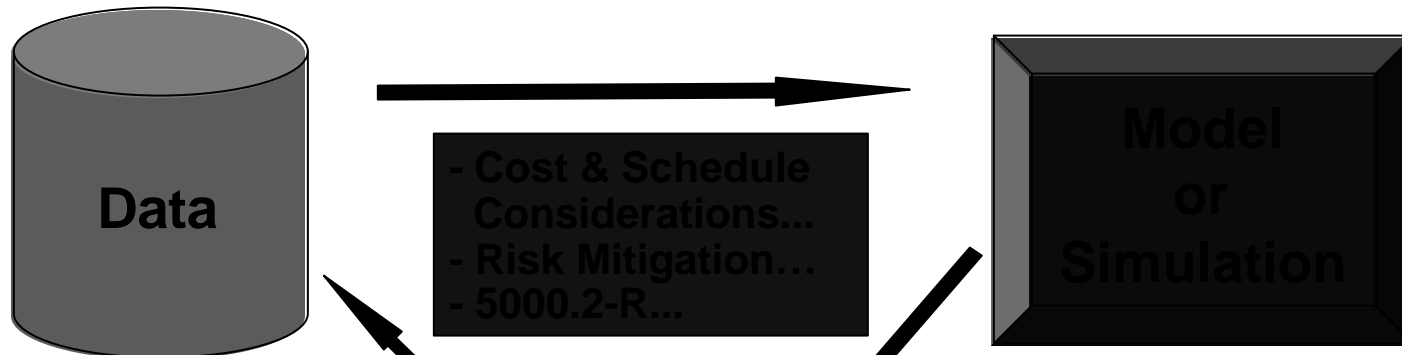 Data
- Cost & Schedule
Considerations...
- Risk Mitigation…
- 5000.2-R...
Model
or
Simulation